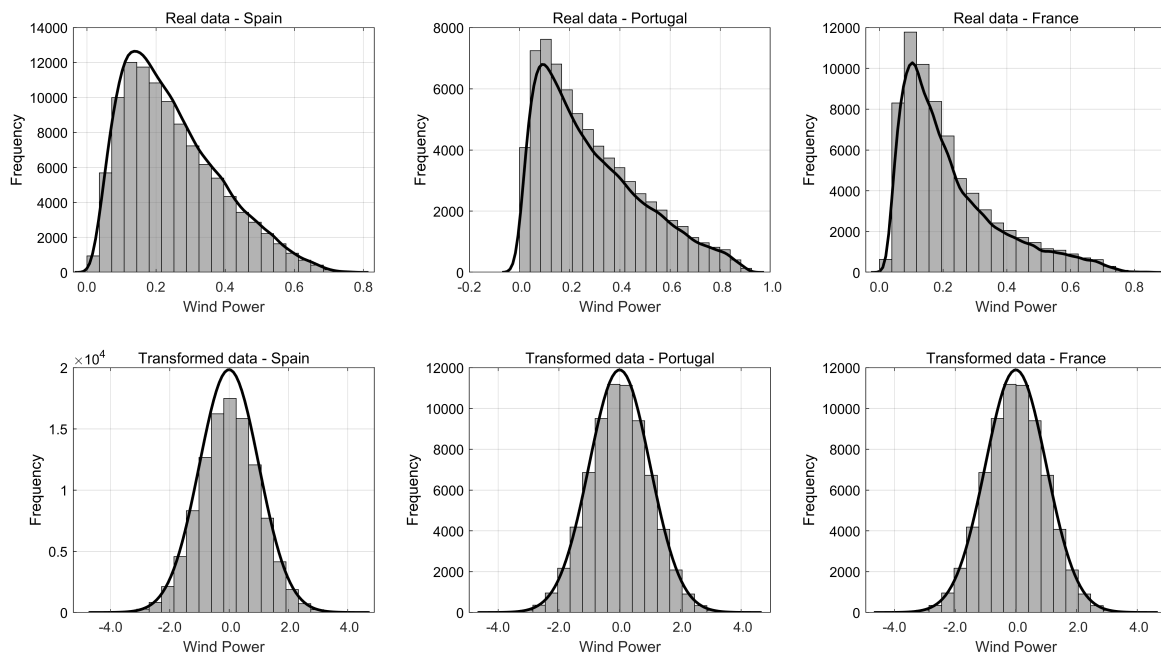 Real data - Spain
14000
12000
10000
8000
6000
4000
2000
0
Frequency
0.0 0.2 0.4 0.6 0.8
Wind Power
Real data - Portugal
8000
6000
4000
2000
0
Frequency
-0.2 0.0 0.2 0.4 0.6 0.8 1.0
Wind Power
Real data - France
12000
10000
8000
6000
4000
2000
0
Frequency
0.0 0.2 0.4 0.6 0.8
Wind Power
×10⁴ Transformed data - Spain
2
1.5
1
0.5
0
Frequency
-4.0 -2.0 0.0 2.0 4.0
Wind Power
Transformed data - Portugal
12000
10000
8000
6000
4000
2000
0
Frequency
-4.0 -2.0 0.0 2.0 4.0
Wind Power
Transformed data - France
12000
10000
8000
6000
4000
2000
0
Frequency
-4.0 -2.0 0.0 2.0 4.0
Wind Power